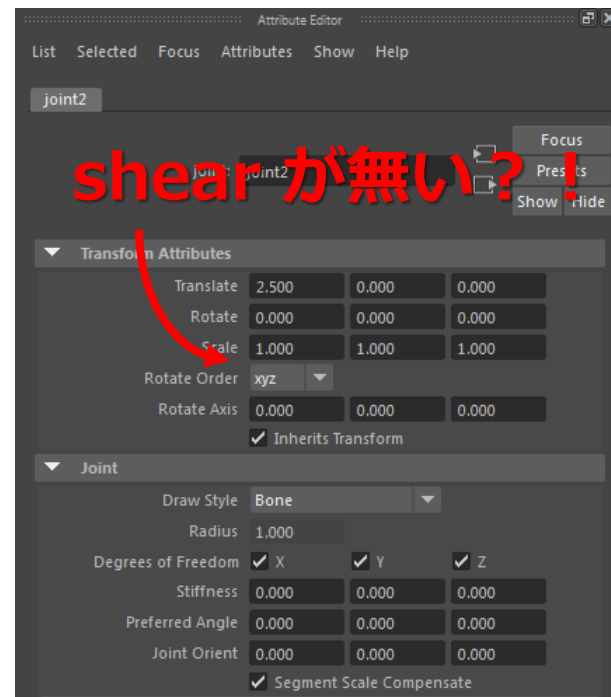 Attribute Editor
List Selected Focus Attributes Show Help
joint2
Focus
shear が無い？！
joint: joint2
Presets
Show Hide
Transform Attributes
Translate 2.500 0.000 0.000
Rotate 0.000 0.000 0.000
Scale 1.000 1.000 1.000
Rotate Order xyz
Rotate Axis 0.000 0.000 0.000
Inherits Transform
Joint
Draw Style Bone
Radius 1.000
Degrees of Freedom X Y Z
Stiffness 0.000 0.000 0.000
Preferred Angle 0.000 0.000 0.000
Joint Orient 0.000 0.000 0.000
Segment Scale Compensate